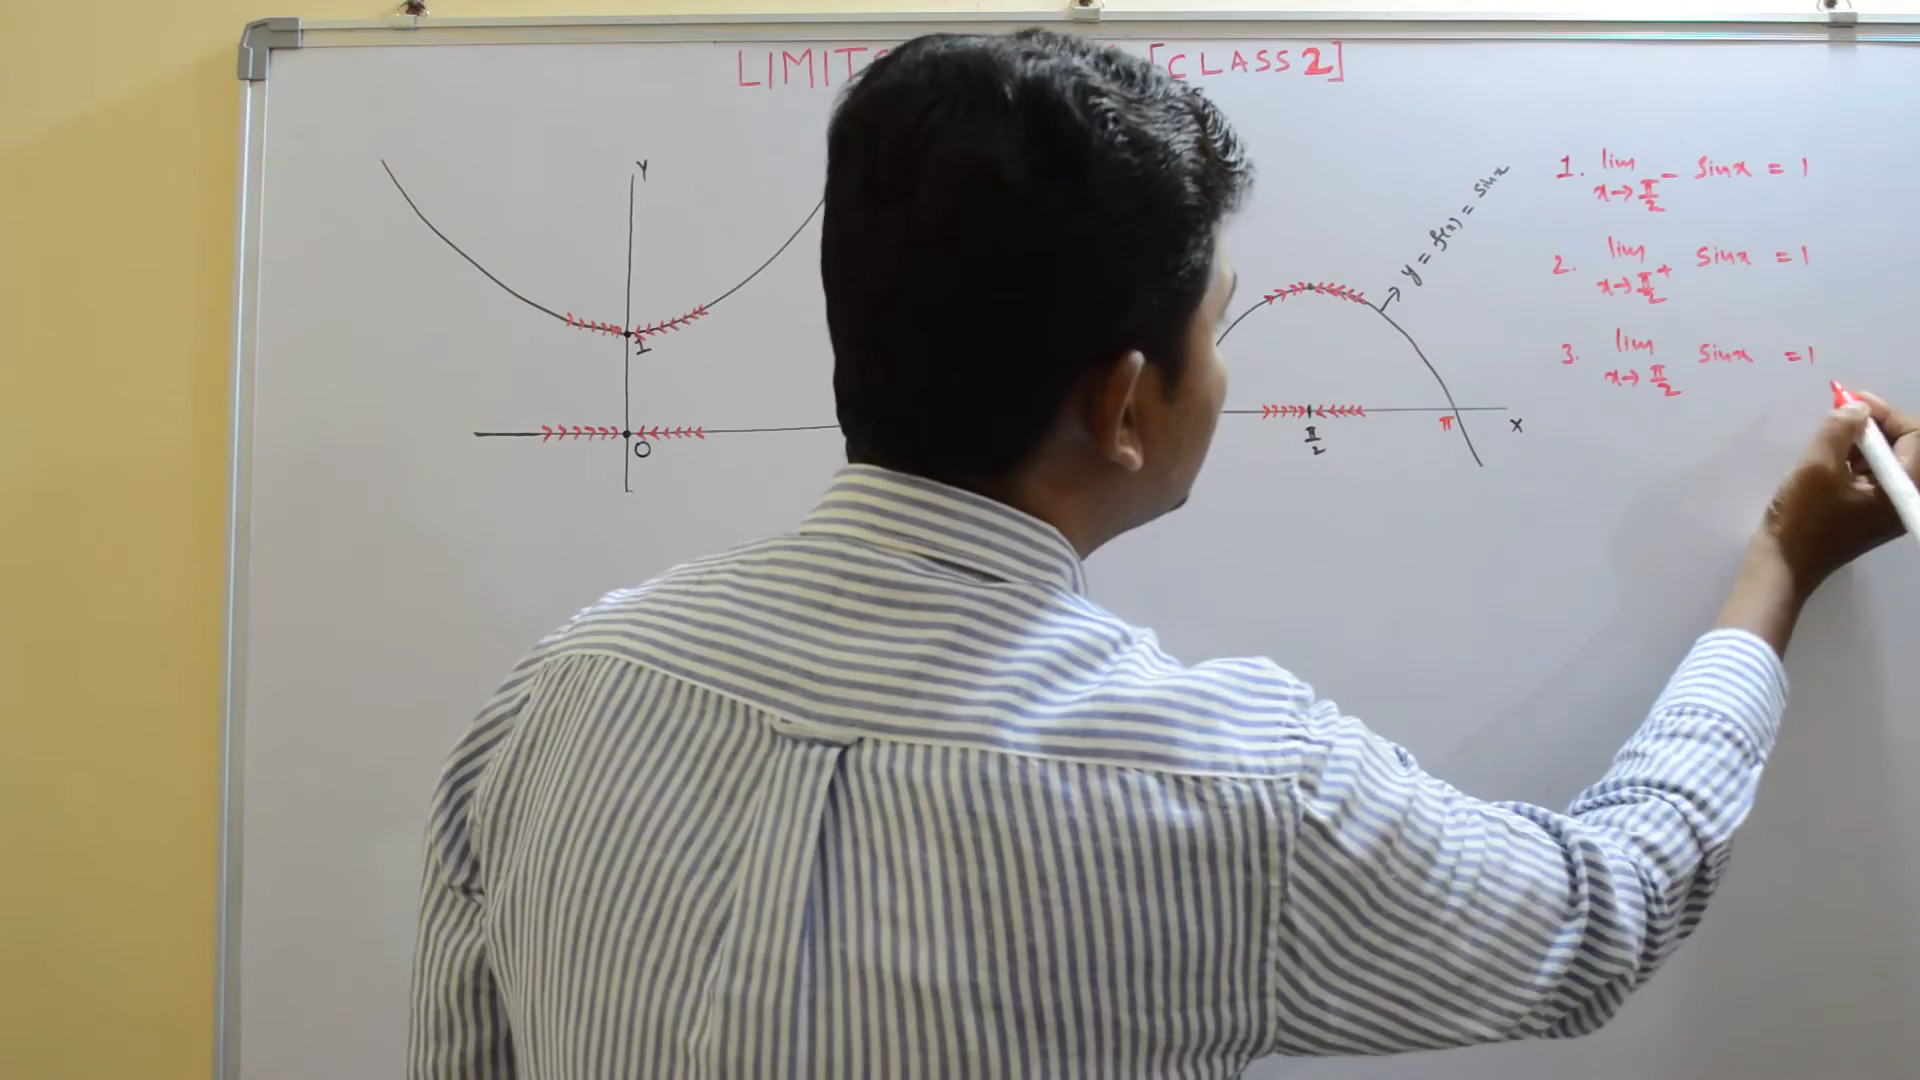 LIMITS [CLASS 2]
Y
1
O
y = f(x) = sinx
π/2
π
X
1. lim x→π/2⁻ sinx = 1
2. lim x→π/2⁺ sinx = 1
3. lim x→π/2 sinx = 1